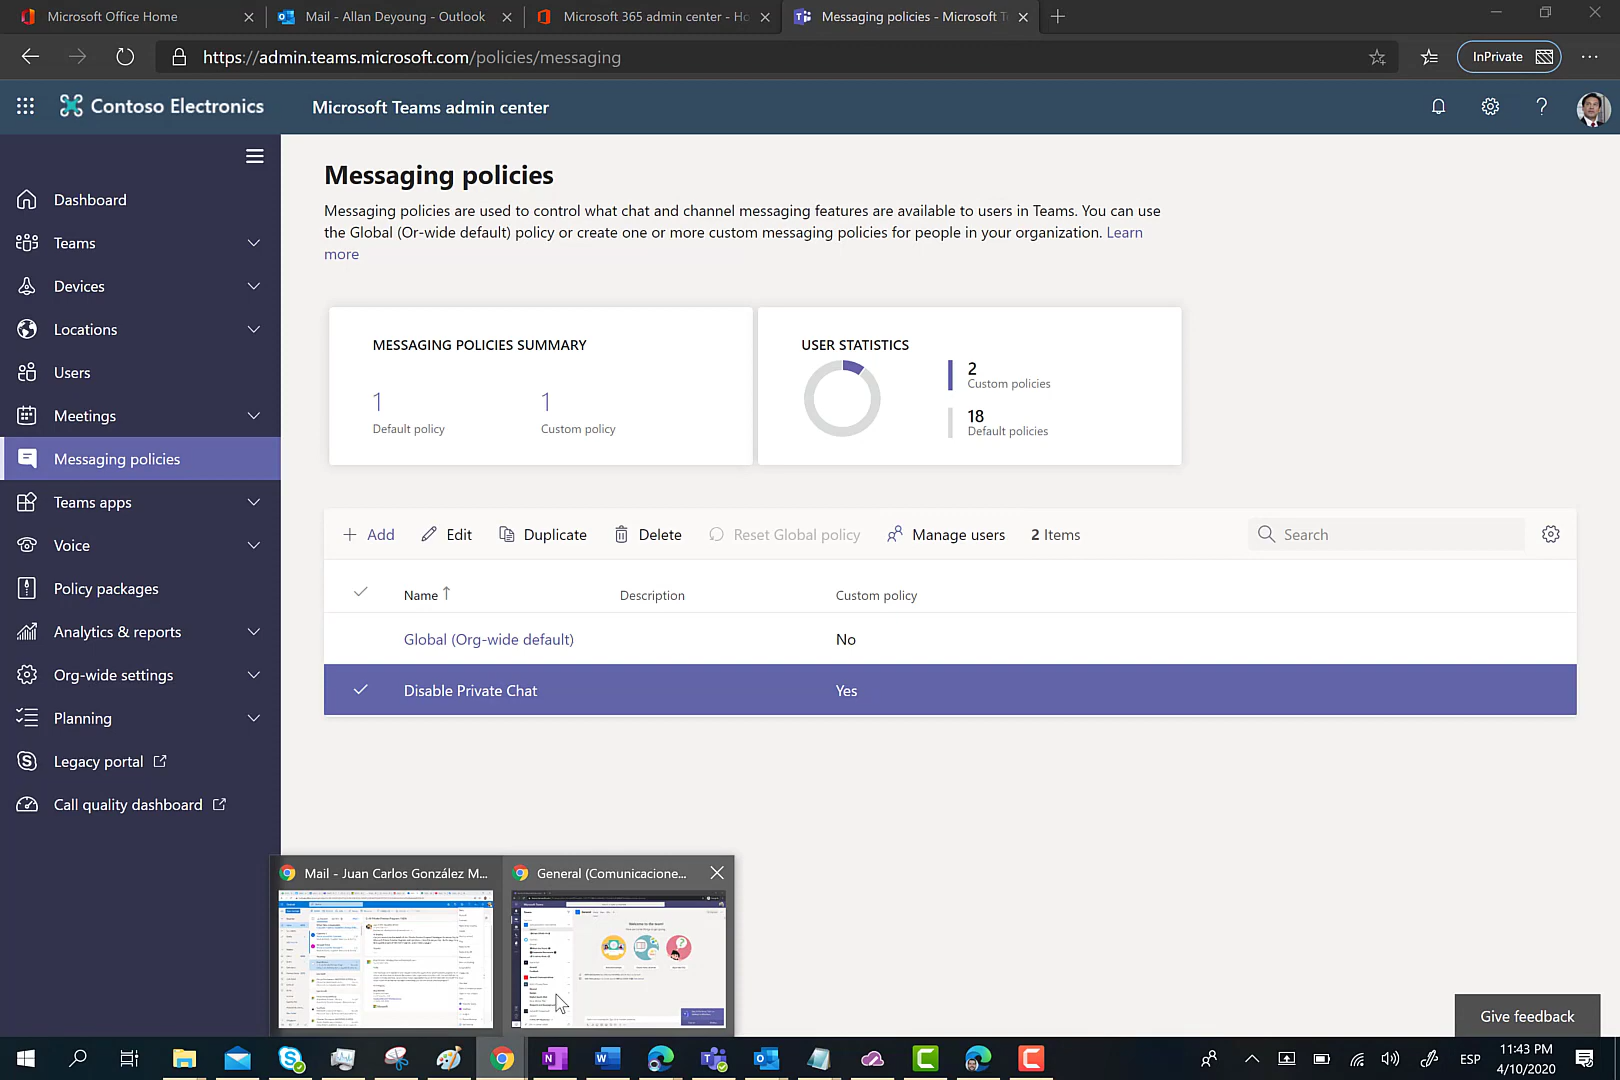 Microsoft Office Home
Mail - Allan Deyoung - Outlook
Microsoft 365 admin center - Ho
Messaging policies - Microsoft T
https://admin.teams.microsoft.com/policies/messaging
InPrivate
Contoso Electronics
Microsoft Teams admin center
Dashboard
Teams
Devices
Locations
Users
Meetings
Messaging policies
Teams apps
Voice
Policy packages
Analytics & reports
Org-wide settings
Planning
Legacy portal
Call quality dashboard
Messaging policies
Messaging policies are used to control what chat and channel messaging features are available to users in Teams. You can use
the Global (Or-wide default) policy or create one or more custom messaging policies for people in your organization. Learn
more
MESSAGING POLICIES SUMMARY
1
Default policy
1
Custom policy
USER STATISTICS
2
Custom policies
18
Default policies
Add
Edit
Duplicate
Delete
Reset Global policy
Manage users
2 Items
Search
Name
Description
Custom policy
Global (Org-wide default)
No
Disable Private Chat
Yes
Mail - Juan Carlos González M...
General (Comunicacione...
Give feedback
ESP
11:43 PM
4/10/2020